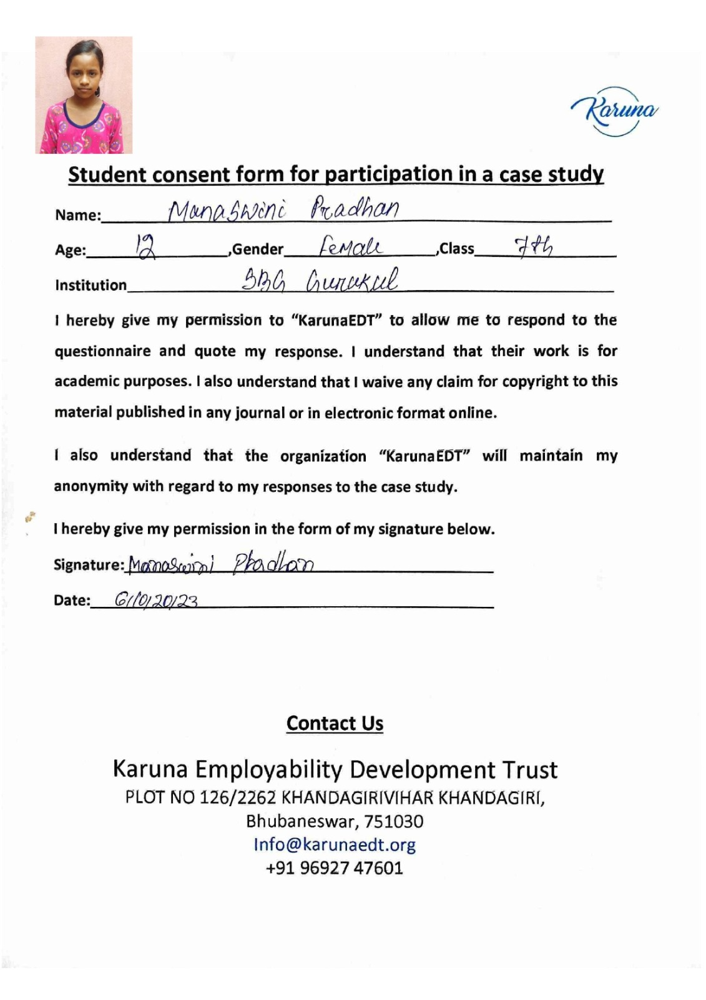 Karuna
Student consent form for participation in a case study
Name: Manaswini Pradhan
Age: 12 ,Gender Female ,Class 7th
Institution SBG Gurukul
I hereby give my permission to “KarunaEDT” to allow me to respond to the
questionnaire and quote my response. I understand that their work is for
academic purposes. I also understand that I waive any claim for copyright to this
material published in any journal or in electronic format online.
I also understand that the organization “KarunaEDT” will maintain my
anonymity with regard to my responses to the case study.
I hereby give my permission in the form of my signature below.
Signature: Manaswini Pradhan
Date: 6/10/20/23
Contact Us
Karuna Employability Development Trust
PLOT NO 126/2262 KHANDAGIRIVIHAR KHANDAGIRI,
Bhubaneswar, 751030
Info@karunaedt.org
+91 96927 47601